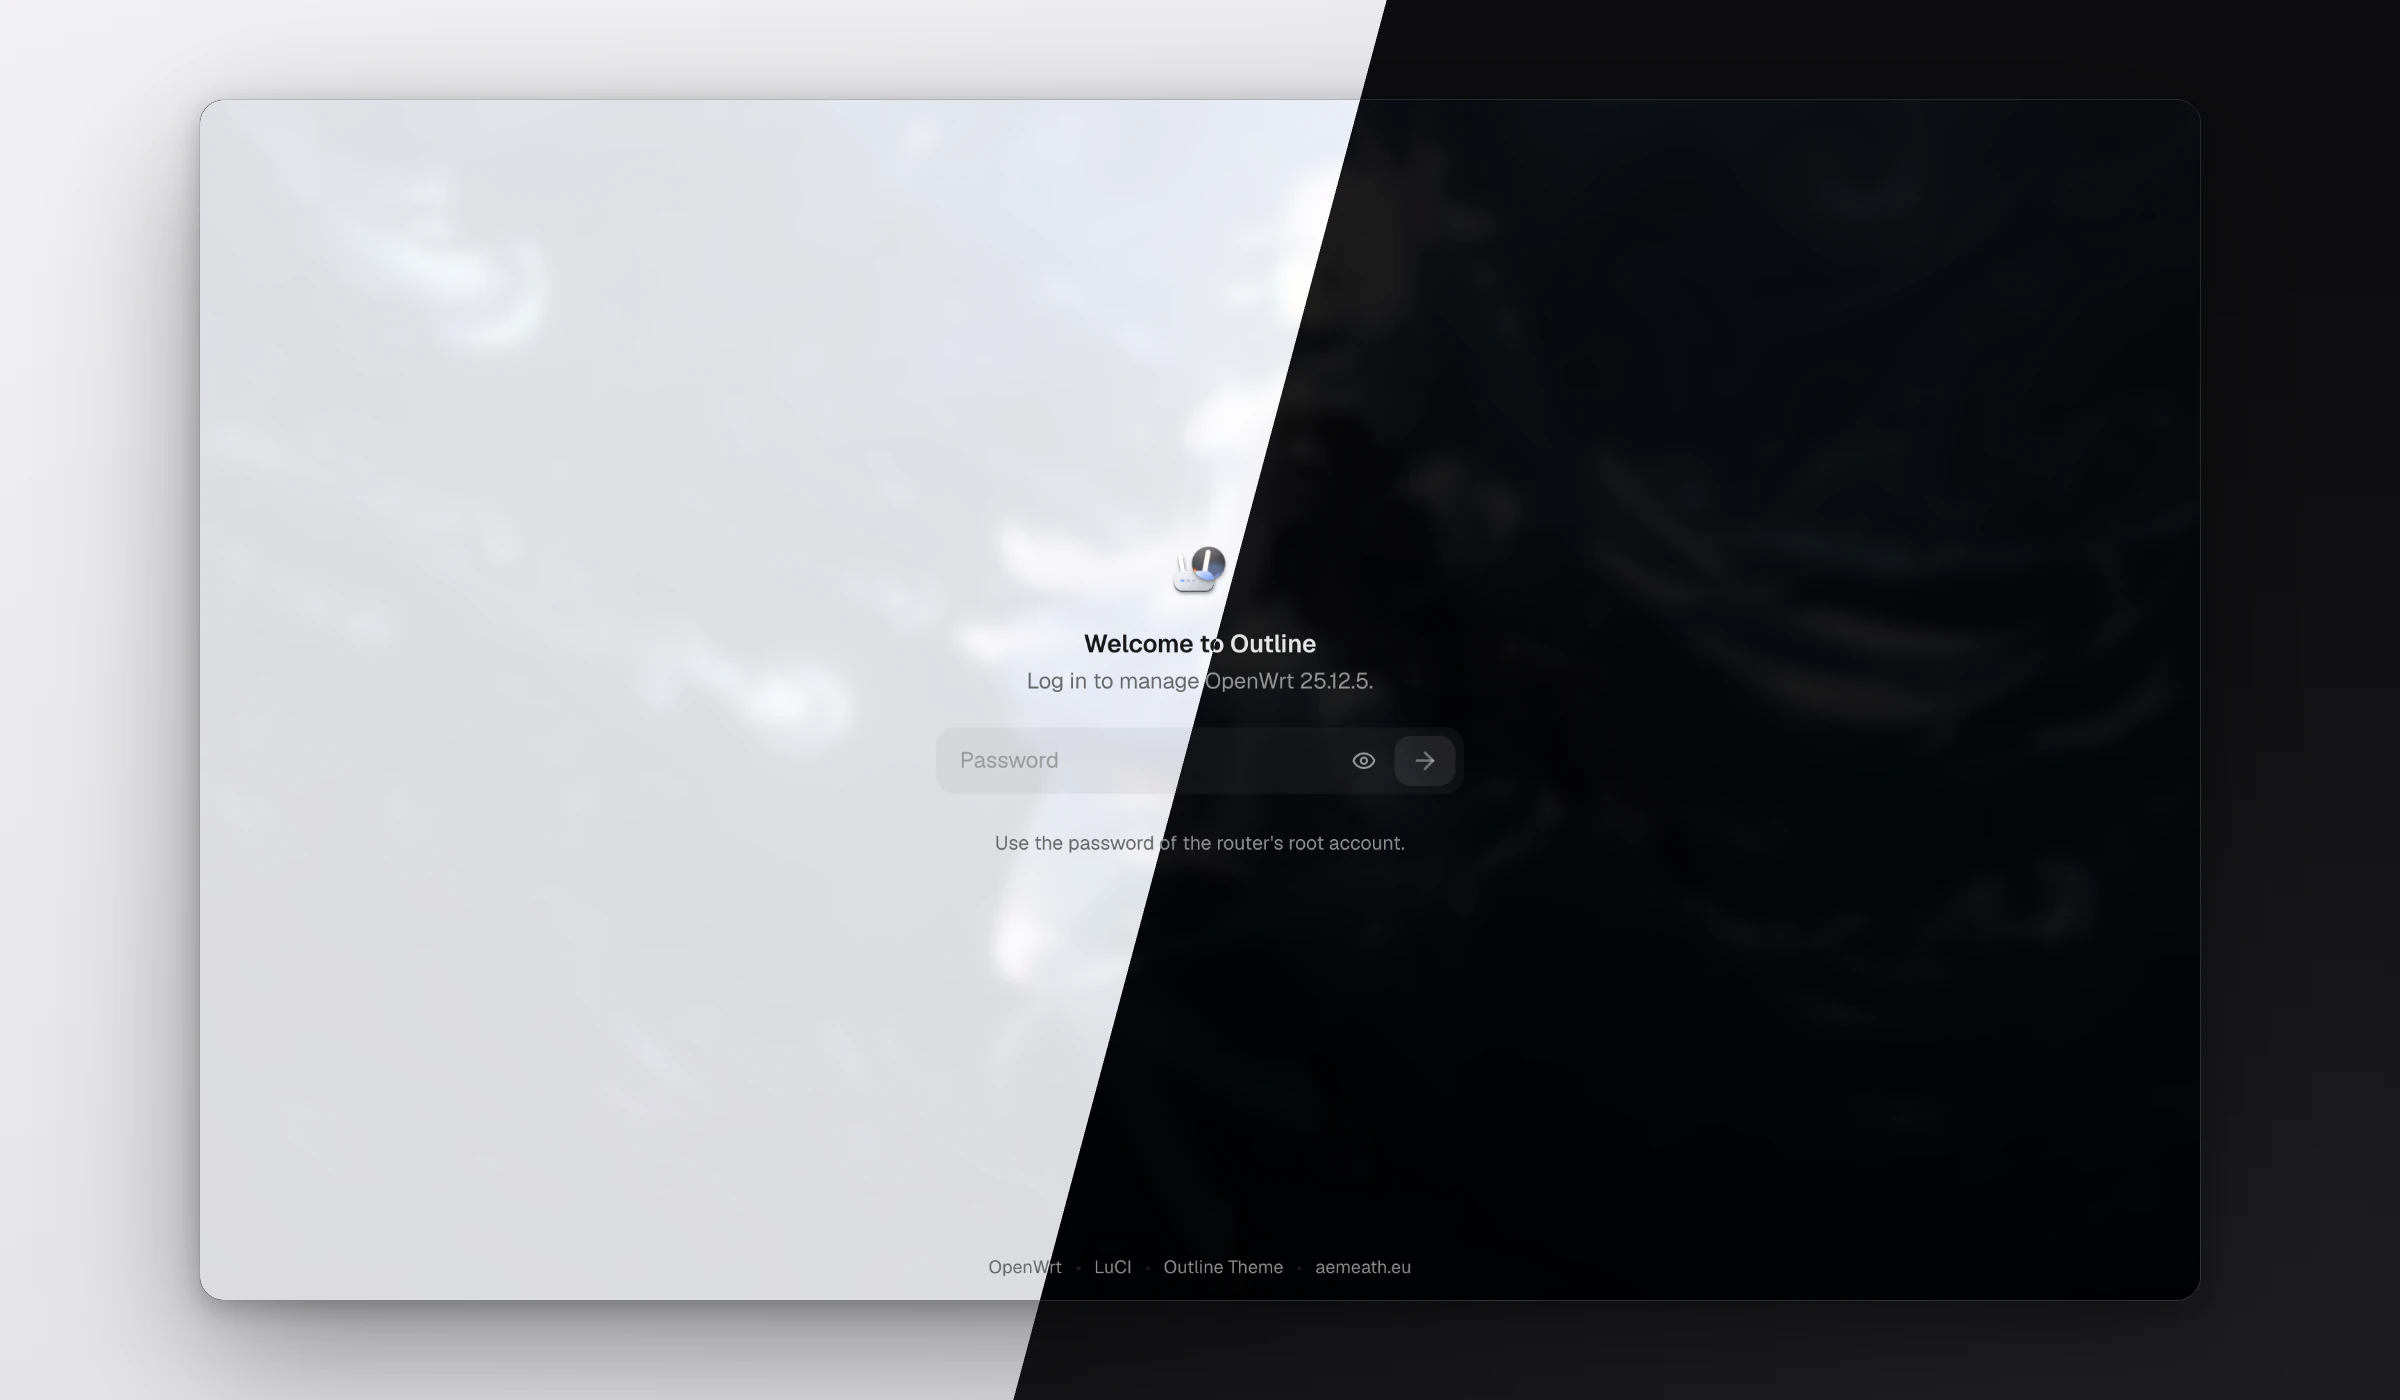 Welcome to Outline
Log in to manage OpenWrt 25.12.5.
Password
Use the password of the router's root account.
OpenWrt • LuCI • Outline Theme • aemeath.eu